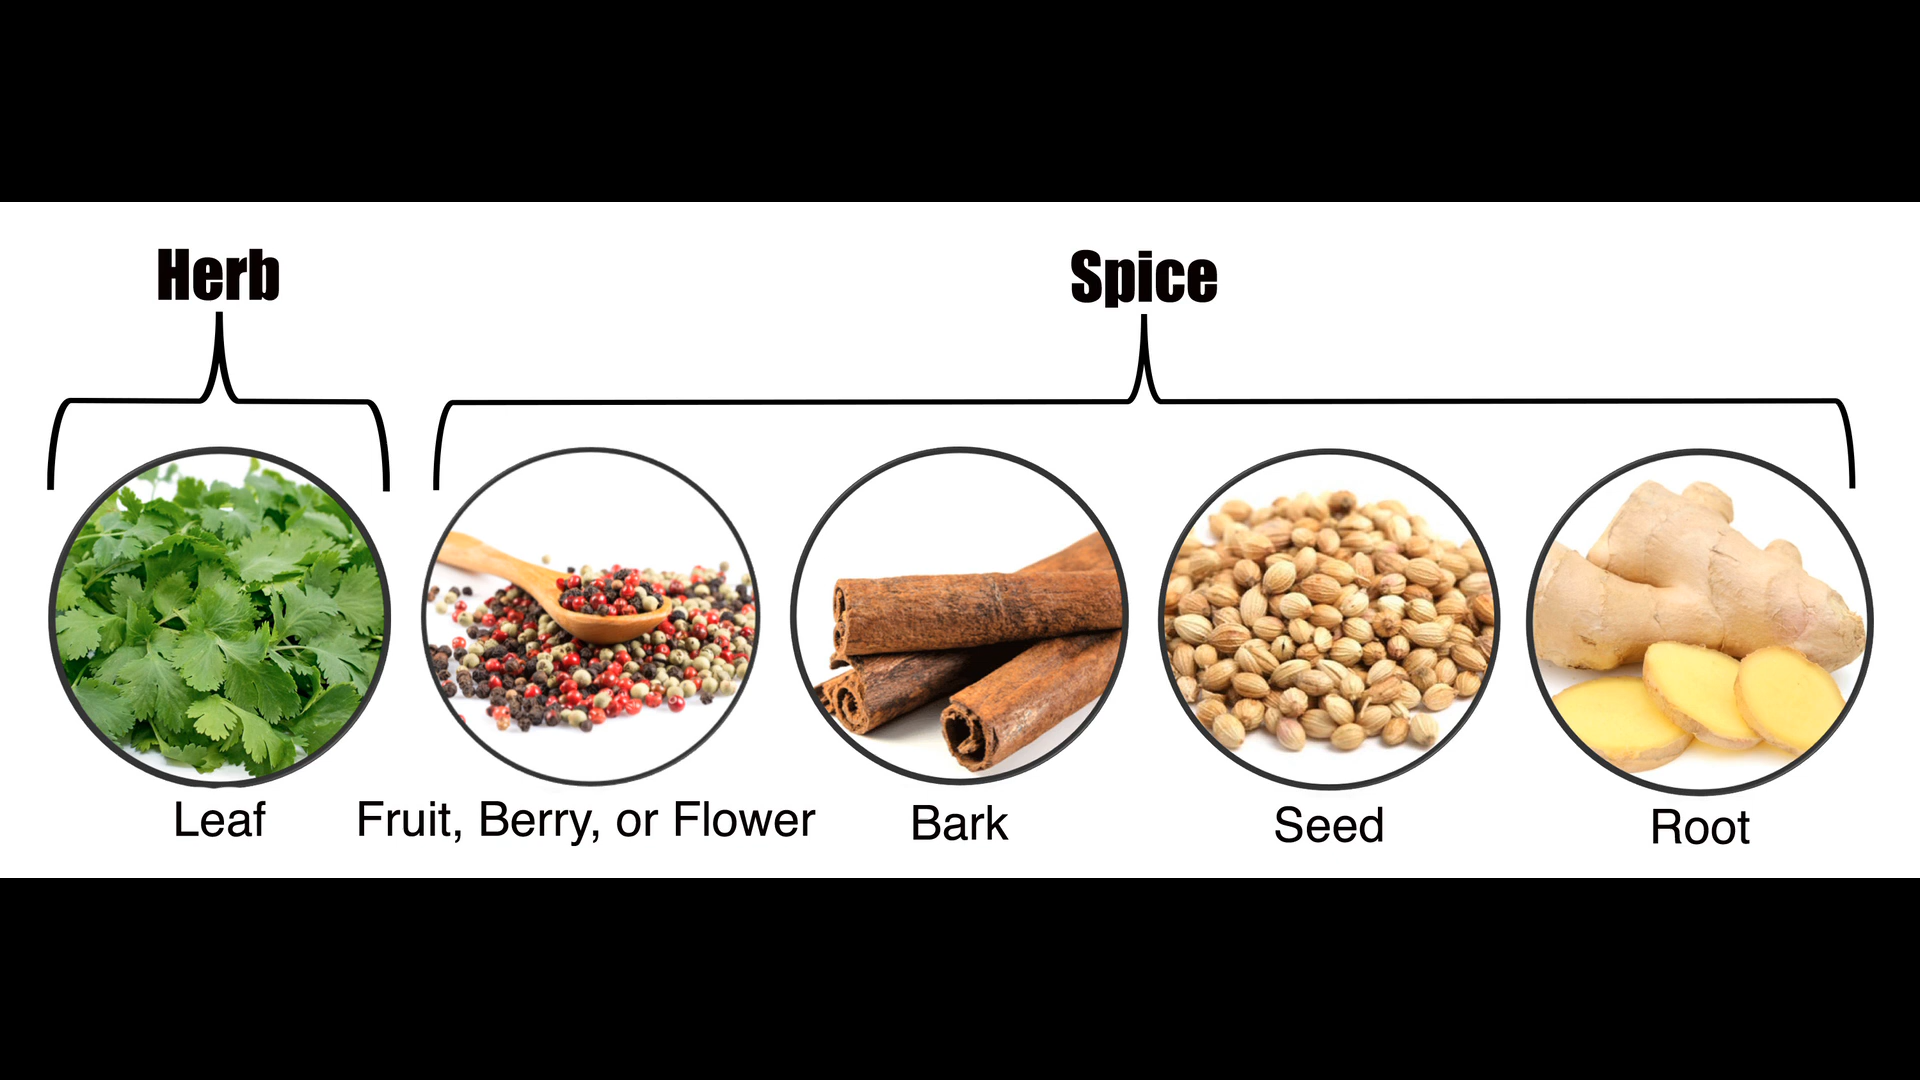 Herb
Spice
Leaf
Fruit, Berry, or Flower
Bark
Seed
Root